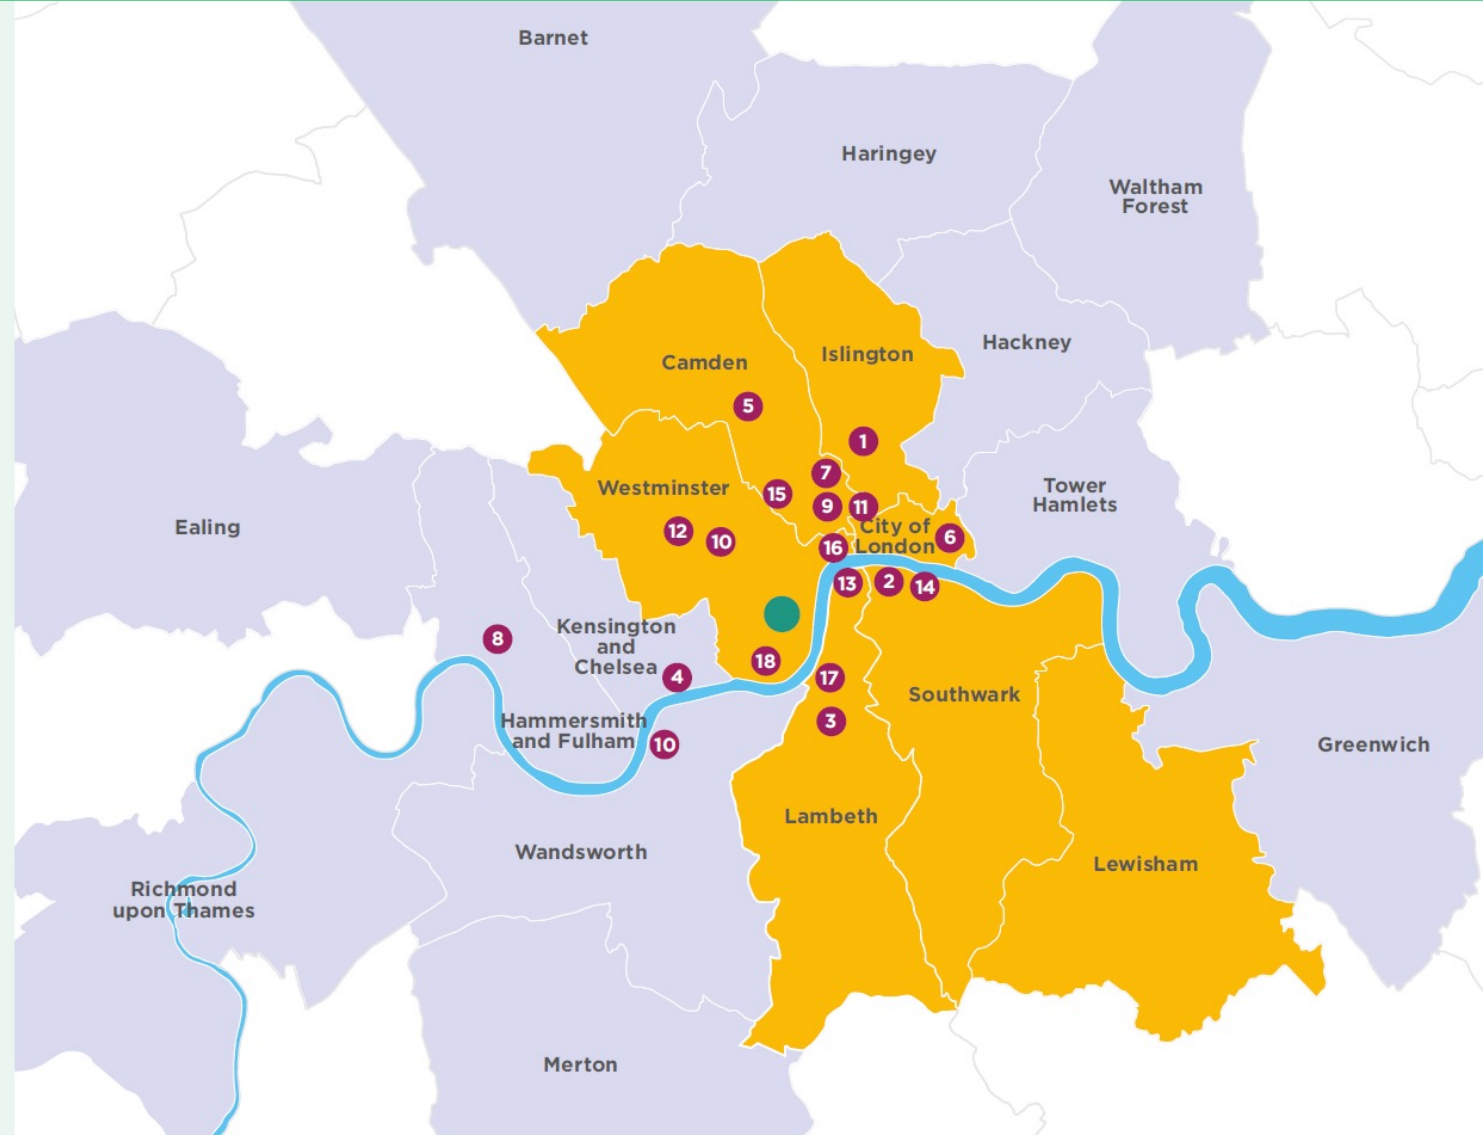 Barnet
Haringey
Waltham
Forest
Hackney
Islington
Camden
5
1
7
15
9
11
Westminster
Tower
Hamlets
Ealing
12
10
City of
London
6
16
13
2
14
Kensington
and
Chelsea
8
4
18
17
3
Southwark
Hammersmith
and Fulham
10
Greenwich
Lambeth
Wandsworth
Lewisham
Richmond
upon Thames
Merton